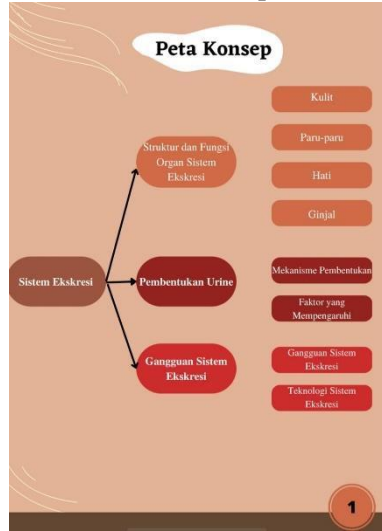 Peta Konsep
Kulit
Paru-paru
Hati
Ginjal
Struktur dan Fungsi
Organ Sistem
Ekskresi
Sistem Ekskresi
Pembentukan Urine
Mekanisme Pembentukan
Faktor yang
Mempengaruhi
Gangguan Sistem
Ekskresi
Gangguan Sistem
Ekskresi
Teknologi Sistem
Ekskresi
1